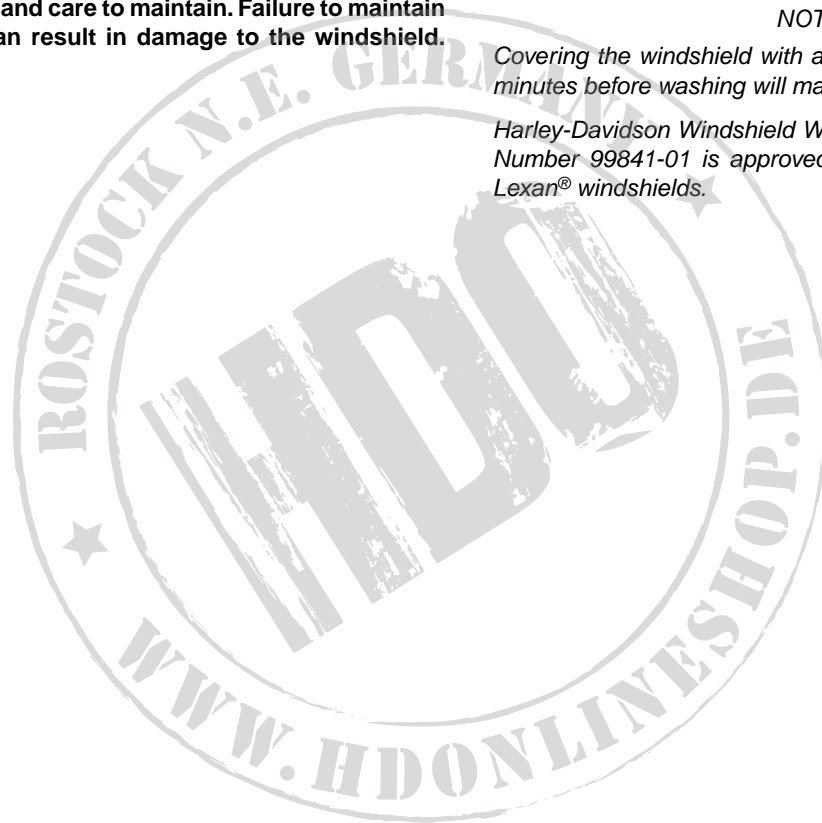 and care to maintain. Failure to maintain
an result in damage to the windshield.
NOT
Covering the windshield with a
minutes before washing will ma
Harley-Davidson Windshield W
Number 99841-01 is approved
Lexan® windshields.
ROSTOCK N.E. GERMANY
HDO
WWW.HDONLINESHOP.DE